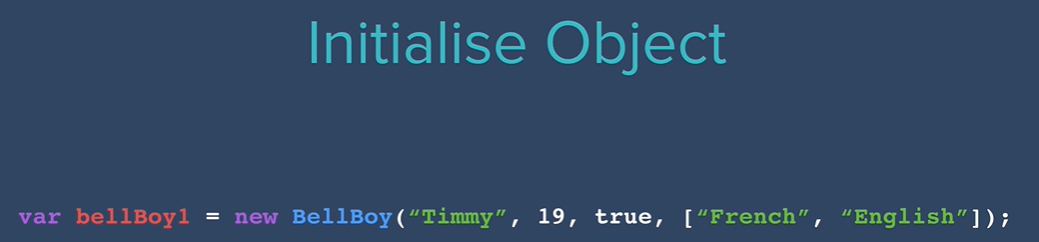 Initialise Object
var bellBoy1 = new BellBoy(“Timmy”, 19, true, [“French”, “English”]);